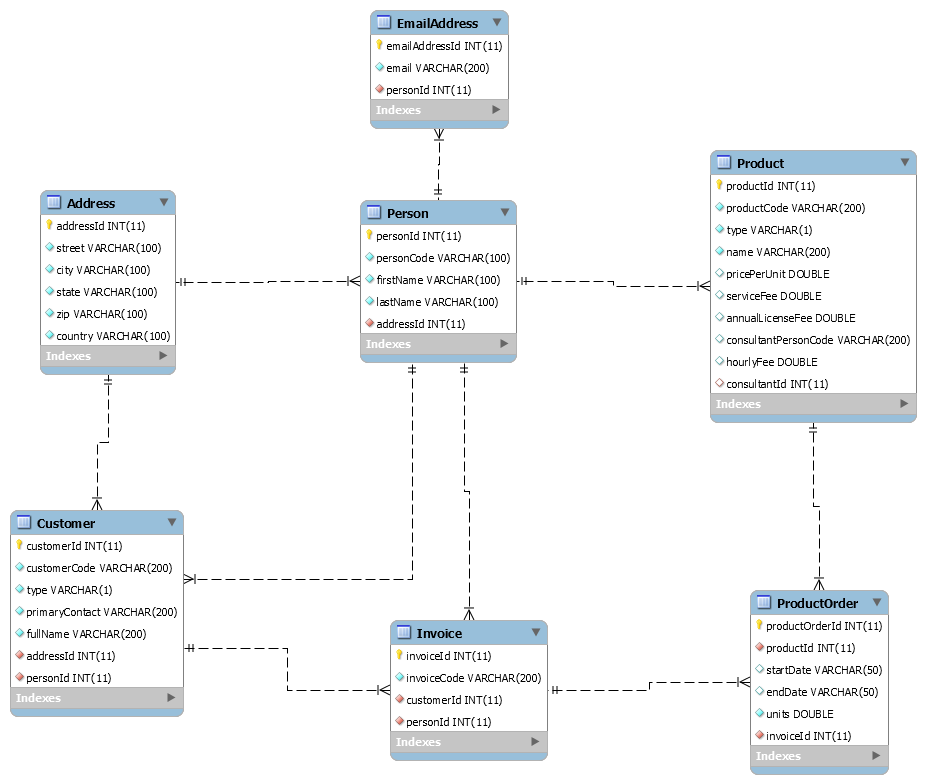 EmailAddress
emailAddressId INT(11)
email VARCHAR(200)
personId INT(11)
Indexes
Product
productId INT(11)
productCode VARCHAR(200)
type VARCHAR(1)
name VARCHAR(200)
pricePerUnit DOUBLE
serviceFee DOUBLE
annualLicenseFee DOUBLE
consultantPersonCode VARCHAR(200)
hourlyFee DOUBLE
consultantId INT(11)
Indexes
Address
addressId INT(11)
street VARCHAR(100)
city VARCHAR(100)
state VARCHAR(100)
zip VARCHAR(100)
country VARCHAR(100)
Indexes
Person
personId INT(11)
personCode VARCHAR(100)
firstName VARCHAR(100)
lastName VARCHAR(100)
addressId INT(11)
Indexes
Customer
customerId INT(11)
customerCode VARCHAR(200)
type VARCHAR(1)
primaryContact VARCHAR(200)
fullName VARCHAR(200)
addressId INT(11)
personId INT(11)
Indexes
Invoice
invoiceId INT(11)
invoiceCode VARCHAR(200)
customerId INT(11)
personId INT(11)
Indexes
ProductOrder
productOrderId INT(11)
productId INT(11)
startDate VARCHAR(50)
endDate VARCHAR(50)
units DOUBLE
invoiceId INT(11)
Indexes